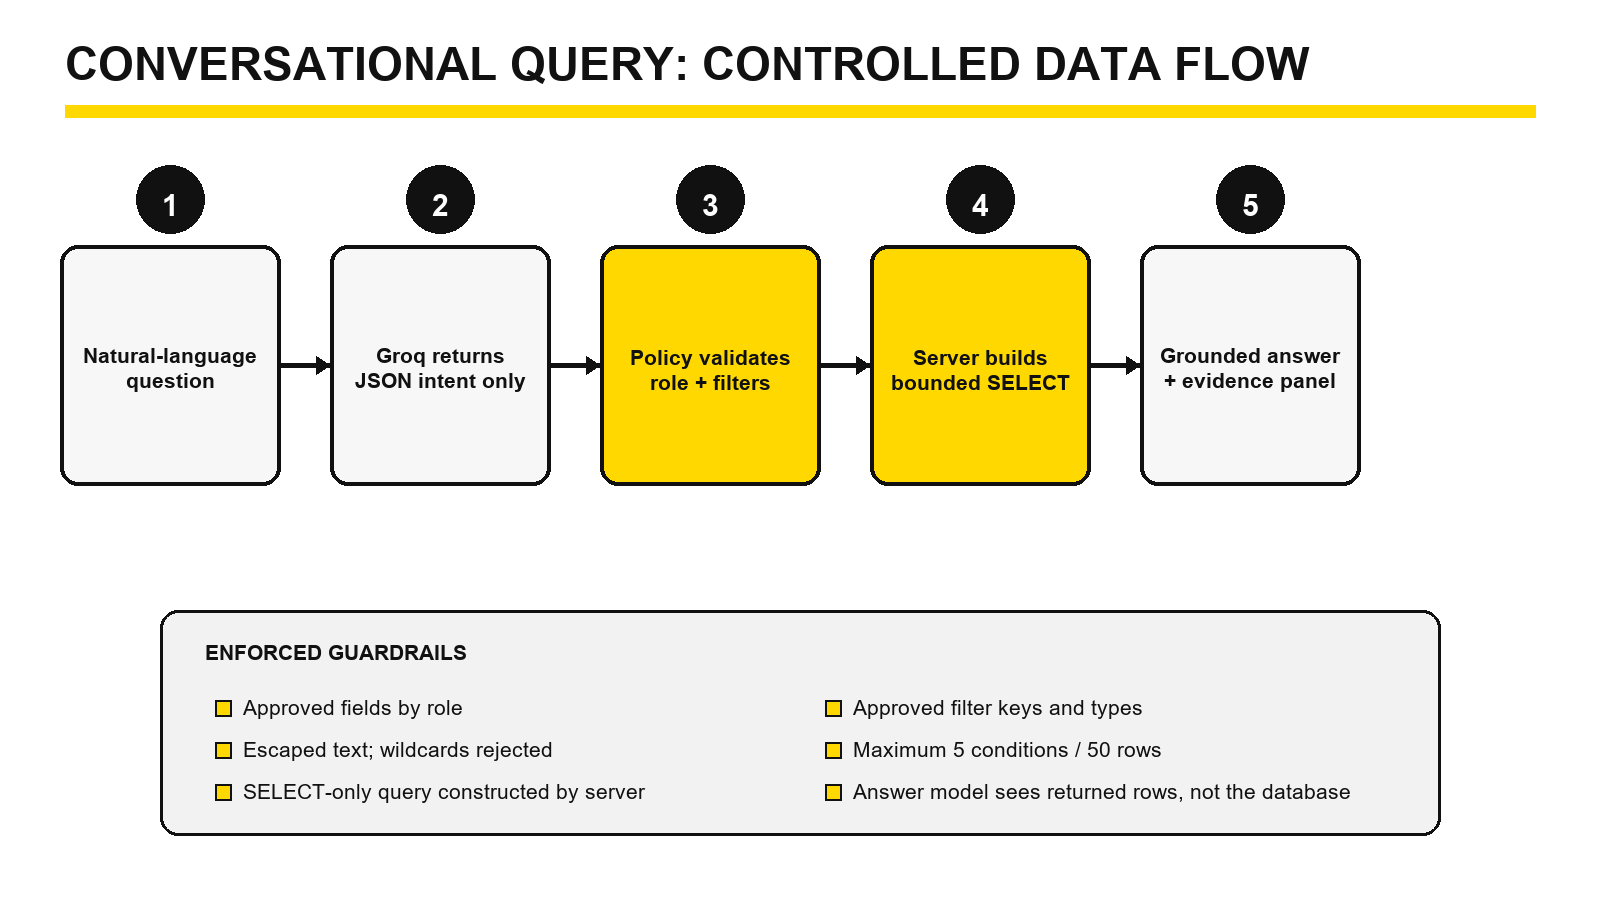 CONVERSATIONAL QUERY: CONTROLLED DATA FLOW
1
2
3
4
5
Natural-language
question
Groq returns
JSON intent only
Policy validates
role + filters
Server builds
bounded SELECT
Grounded answer
+ evidence panel
ENFORCED GUARDRAILS
Approved fields by role
Escaped text; wildcards rejected
SELECT-only query constructed by server
Approved filter keys and types
Maximum 5 conditions / 50 rows
Answer model sees returned rows, not the database